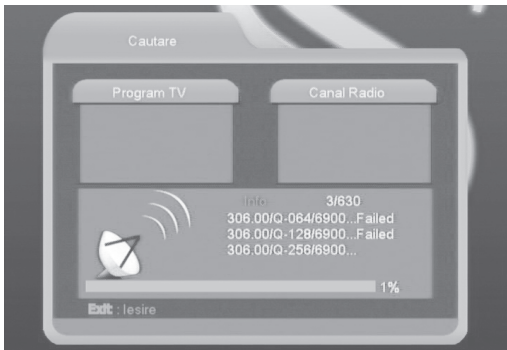 Cautare
Program TV
Canal Radio
Info
3/630
306.00/Q-064/6900...Failed
306.00/Q-128/6900...Failed
306.00/Q-256/6900...
1%
Exit : Iesire